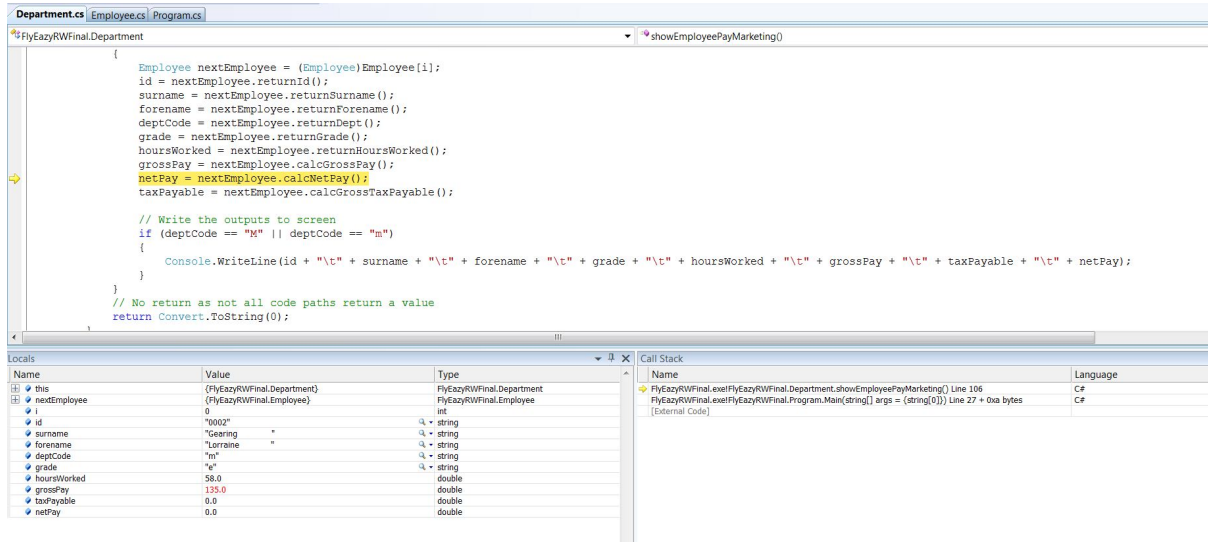 Department.cs Employee.cs Program.cs
FlyEazyRWFinal.Department showEmployeePayMarketing()
{
Employee nextEmployee = (Employee)Employee[i];
id = nextEmployee.returnId();
surname = nextEmployee.returnSurname();
forename = nextEmployee.returnForename();
deptCode = nextEmployee.returnDept();
grade = nextEmployee.returnGrade();
hoursWorked = nextEmployee.returnHoursWorked();
grossPay = nextEmployee.calcGrossPay();
netPay = nextEmployee.calcNetPay();
taxPayable = nextEmployee.calcGrossTaxPayable();
// Write the outputs to screen
if (deptCode == "M" || deptCode == "m")
{
Console.WriteLine(id + "\t" + surname + "\t" + forename + "\t" + grade + "\t" + hoursWorked + "\t" + grossPay + "\t" + taxPayable + "\t" + netPay);
}
}
// No return as not all code paths return a value
return Convert.ToString(0);
Locals
Name Value Type
this {FlyEazyRWFinal.Department} FlyEazyRWFinal.Department
nextEmployee {FlyEazyRWFinal.Employee} FlyEazyRWFinal.Employee
i 0 int
id "0002" string
surname "Gearing " string
forename "Lorraine " string
deptCode "m" string
grade "e" string
hoursWorked 58.0 double
grossPay 135.0 double
taxPayable 0.0 double
netPay 0.0 double
Call Stack
Name Language
FlyEazyRWFinal.exe!FlyEazyRWFinal.Department.showEmployeePayMarketing() Line 106 C#
FlyEazyRWFinal.exe!FlyEazyRWFinal.Program.Main(string[] args = {string[0]}) Line 27 + 0xa bytes C#
[External Code]